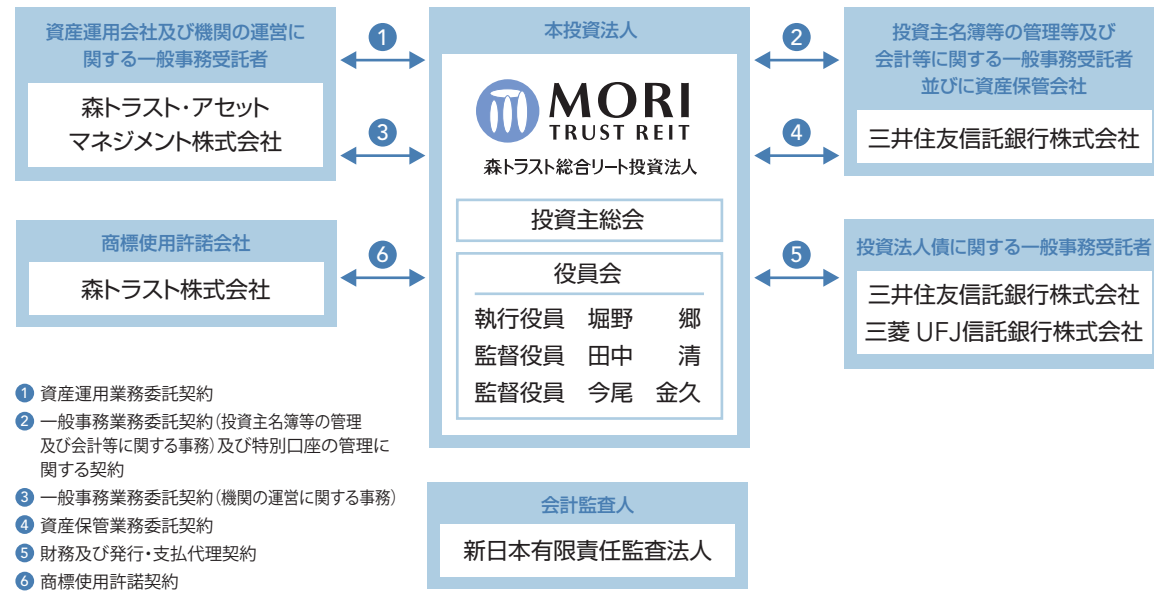 資産運用会社及び機関の運営に
関する一般事務受託者
森トラスト・アセット
マネジメント株式会社
1
3
商標使用許諾会社
森トラスト株式会社
6
本投資法人
MORI
TRUST REIT
森トラスト総合リート投資法人
投資主総会
役員会
執行役員 堀野 郷
監督役員 田中 清
監督役員 今尾 金久
2
4
投資主名簿等の管理等及び
会計等に関する一般事務受託者
並びに資産保管会社
三井住友信託銀行株式会社
5
投資法人債に関する一般事務受託者
三井住友信託銀行株式会社
三菱UFJ信託銀行株式会社
会計監査人
新日本有限責任監査法人
1 資産運用業務委託契約
2 一般事務業務委託契約(投資主名簿等の管理
及び会計等に関する事務)及び特別口座の管理に
関する契約
3 一般事務業務委託契約(機関の運営に関する事務)
4 資産保管業務委託契約
5 財務及び発行・支払代理契約
6 商標使用許諾契約